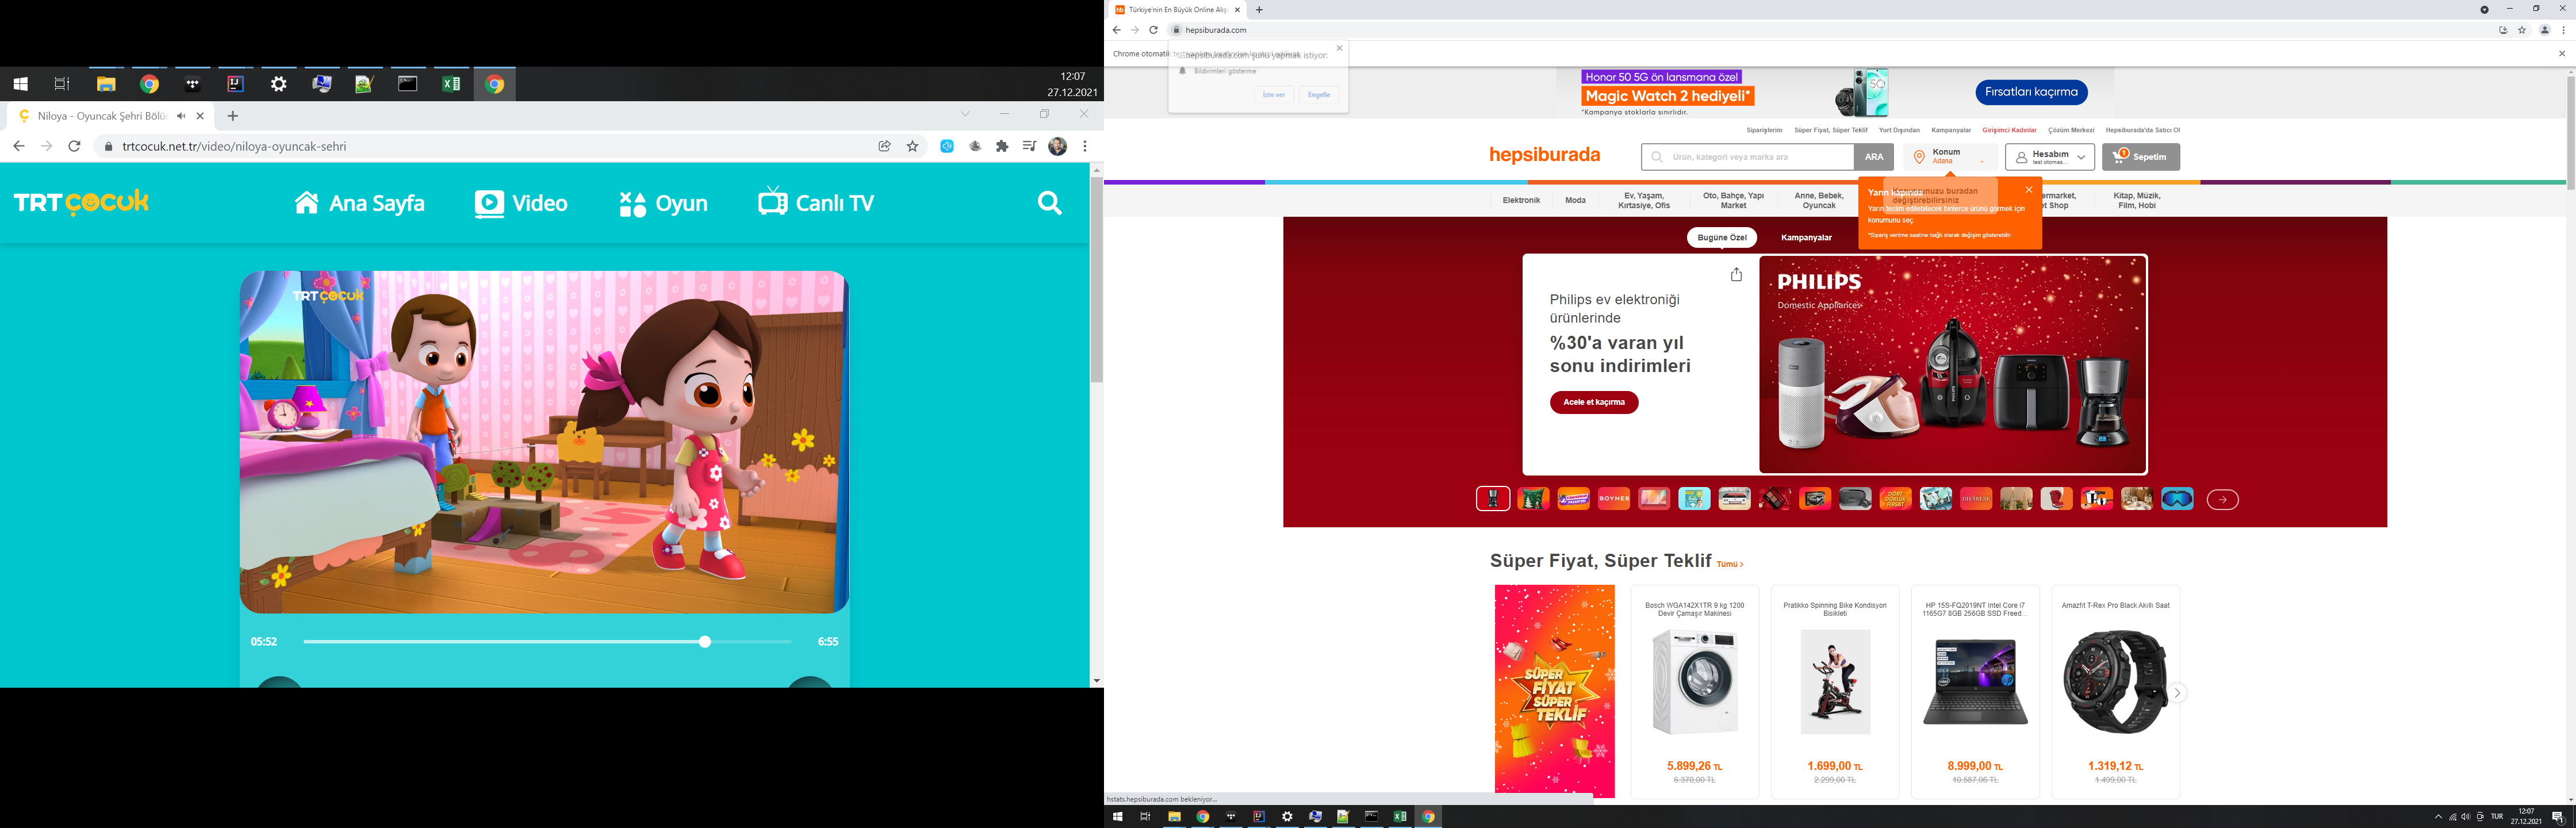 12:07
27.12.2021
Niloya - Oyuncak Şehri Bölü
trtcocuk.net.tr/video/niloya-oyuncak-sehri
TRT çocuk
Ana Sayfa
Video
Oyun
Canlı TV
TRT çocuk
05:52
6:55
Türkiye'nin En Büyük Online Alış
hepsiburada.com
Chrome otomatik
hepsiburada.com şunu yapmak istiyor:
Bildirimleri gösterme
İzin ver
Engelle
Honor 50 5G ön lansmana özel
Magic Watch 2 hediyeli*
*Kampanya stoklarla sınırlıdır.
5G
Fırsatları kaçırma
Siparişlerim
Süper Fiyat, Süper Teklif
Yurt Dışından
Kampanyalar
Girişimci Kadınlar
Çözüm Merkezi
Hepsiburada'da Satıcı Ol
hepsiburada
Ürün, kategori veya marka ara
ARA
Konum
Adana
Hesabım
test otomas...
1
Sepetim
Elektronik
Moda
Ev, Yaşam,
Kırtasiye, Ofis
Oto, Bahçe, Yapı
Market
Anne, Bebek,
Oyuncak
Kitap, Müzik,
Film, Hobi
Yarın kapında
buradan
değiştirebilirsiniz
Yarın teslim edilebilecek binlerce ürünü görmek için
konumunu seç.
*Sipariş verilme saatine bağlı olarak değişim gösterebilir.
Bugüne Özel
Kampanyalar
Philips ev elektroniği
ürünlerinde
%30'a varan yıl
sonu indirimleri
Acele et kaçırma
PHILIPS
Domestic Appliances
BOYNER
Süper Fiyat, Süper Teklif
Tümü >
SÜPER
FİYAT
SÜPER
TEKLİF
Bosch WGA142X1TR 9 kg 1200
Devir Çamaşır Makinesi
5.899,26 TL
6.370,00 TL
Pratikko Spinning Bike Kondisyon
Bisikleti
1.699,00 TL
2.299,00 TL
HP 15S-FQ2019NT Intel Core i7
1165G7 8GB 256GB SSD Freed...
8.999,00 TL
10.587,06 TL
Amazfit T-Rex Pro Black Akıllı Saat
1.319,12 TL
1.499,00 TL
hstats.hepsiburada.com bekleniyor...
TUR
12:07
27.12.2021